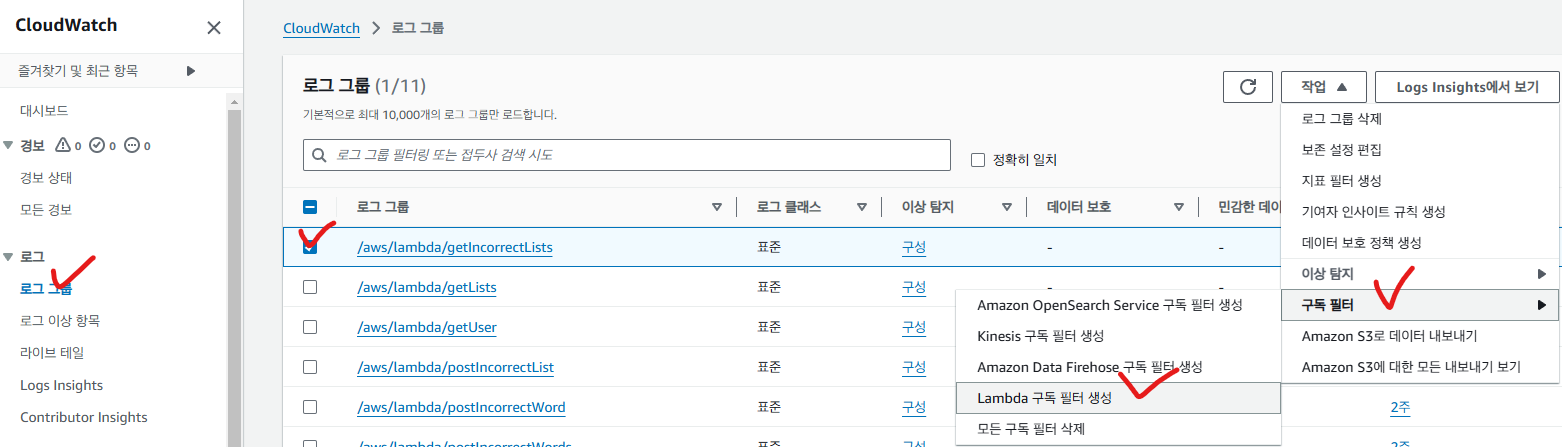 CloudWatch
즐겨찾기 및 최근 항목
대시보드
경보 0 0 0
경보 상태
모든 경보
로그
로그 그룹
로그 이상 항목
라이브 테일
Logs Insights
Contributor Insights
CloudWatch > 로그 그룹
로그 그룹 (1/11)
기본적으로 최대 10,000개의 로그 그룹만 로드합니다.
작업
Logs Insights에서 보기
로그 그룹 필터링 또는 접두사 검색 시도
정확히 일치
로그 그룹 로그 클래스 이상 탐지 데이터 보호 민감한 데이
/aws/lambda/getIncorrectLists 표준 구성 - -
/aws/lambda/getLists 표준 구성
/aws/lambda/getUser 표준 구성
/aws/lambda/postIncorrectList 표준 구성
/aws/lambda/postIncorrectWord 표준 구성 2주
/aws/lambda/postIncorrectWords 표준 구성 2주
로그 그룹 삭제
보존 설정 편집
지표 필터 생성
기여자 인사이트 규칙 생성
데이터 보호 정책 생성
이상 탐지
구독 필터
Amazon S3로 데이터 내보내기
Amazon S3에 대한 모든 내보내기 보기
Amazon OpenSearch Service 구독 필터 생성
Kinesis 구독 필터 생성
Amazon Data Firehose 구독 필터 생성
Lambda 구독 필터 생성
모든 구독 필터 삭제